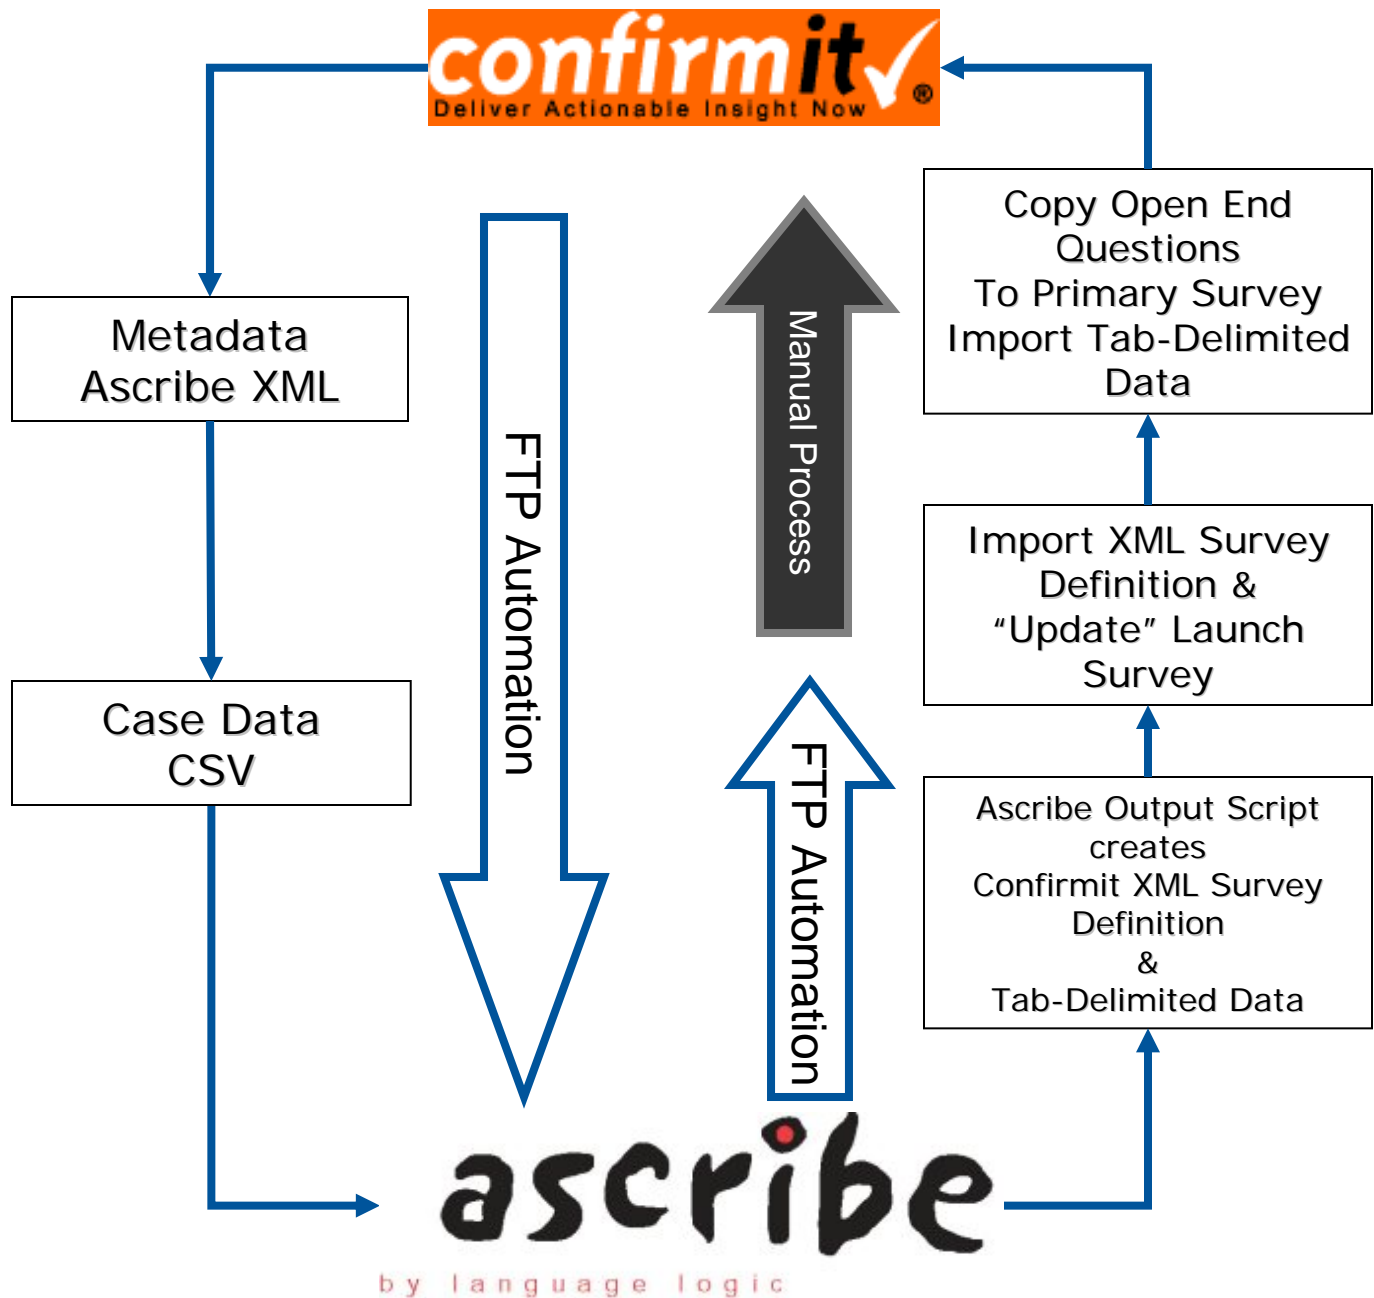 confirmit®
Deliver Actionable Insight Now
Metadata
Ascribe XML
Case Data
CSV
FTP Automation
Manual Process
FTP Automation
Copy Open End
Questions
To Primary Survey
Import Tab-Delimited
Data
Import XML Survey
Definition &
“Update” Launch
Survey
Ascribe Output Script
creates
Confirmit XML Survey
Definition
&
Tab-Delimited Data
ascribe
by language logic